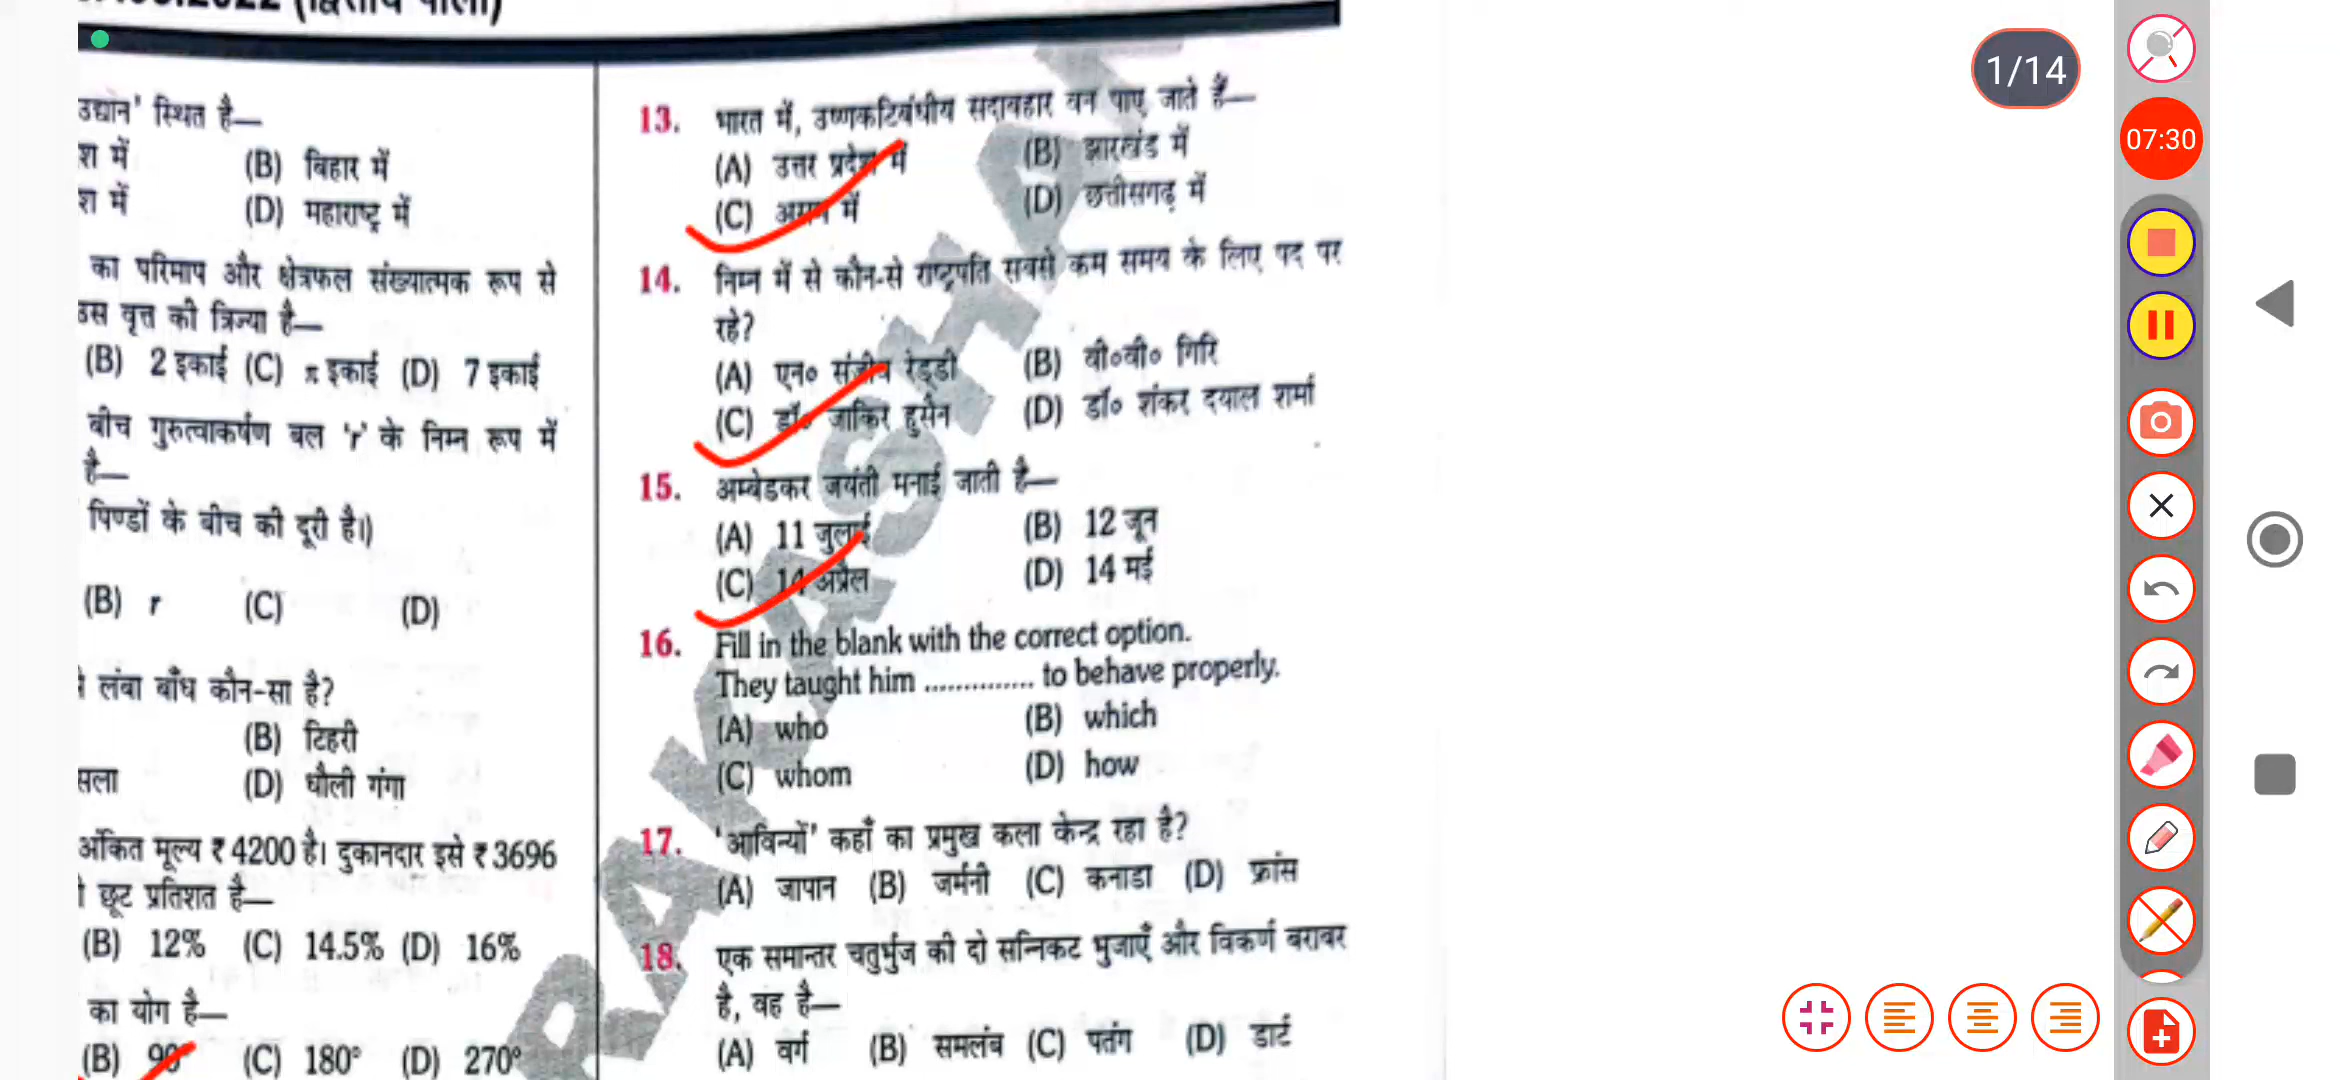 (द्वितीय पाली)
उद्यान' स्थित है—
श में (B) बिहार में
श में (D) महाराष्ट्र में
का परिमाप और क्षेत्रफल संख्यात्मक रूप से
उस वृत्त की त्रिज्या है—
(B) 2 इकाई (C) π इकाई (D) 7 इकाई
बीच गुरुत्वाकर्षण बल 'r' के निम्न रूप में
है—
पिण्डों के बीच की दूरी है।)
(B) r (C) (D)
लंबा बाँध कौन-सा है?
(B) टिहरी
सला (D) धौली गंगा
अंकित मूल्य ₹ 4200 है। दुकानदार इसे ₹ 3696
छूट प्रतिशत है—
(B) 12% (C) 14.5% (D) 16%
का योग है—
(B) 90° (C) 180° (D) 270°
13. भारत में, उष्णकटिबंधीय सदाबहार वन पाए जाते हैं—
(A) उत्तर प्रदेश में (B) झारखंड में
(C) असम में (D) छत्तीसगढ़ में
14. निम्न में से कौन-से राष्ट्रपति सबसे कम समय के लिए पद पर
रहे?
(A) एन० संजीव रेड्डी (B) वी०वी० गिरि
(C) डॉ० जाकिर हुसैन (D) डॉ० शंकर दयाल शर्मा
15. अम्बेडकर जयंती मनाई जाती है—
(A) 11 जुलाई (B) 12 जून
(C) 14 अप्रैल (D) 14 मई
16. Fill in the blank with the correct option.
They taught him .............. to behave properly.
(A) who (B) which
(C) whom (D) how
17. 'आविन्यों' कहाँ का प्रमुख कला केन्द्र रहा है?
(A) जापान (B) जर्मनी (C) कनाडा (D) फ्रांस
18. एक समान्तर चतुर्भुज की दो सन्निकट भुजाएँ और विकर्ण बराबर
है, वह है—
(A) वर्ग (B) समलंब (C) पतंग (D) डार्ट
1/14
07:30